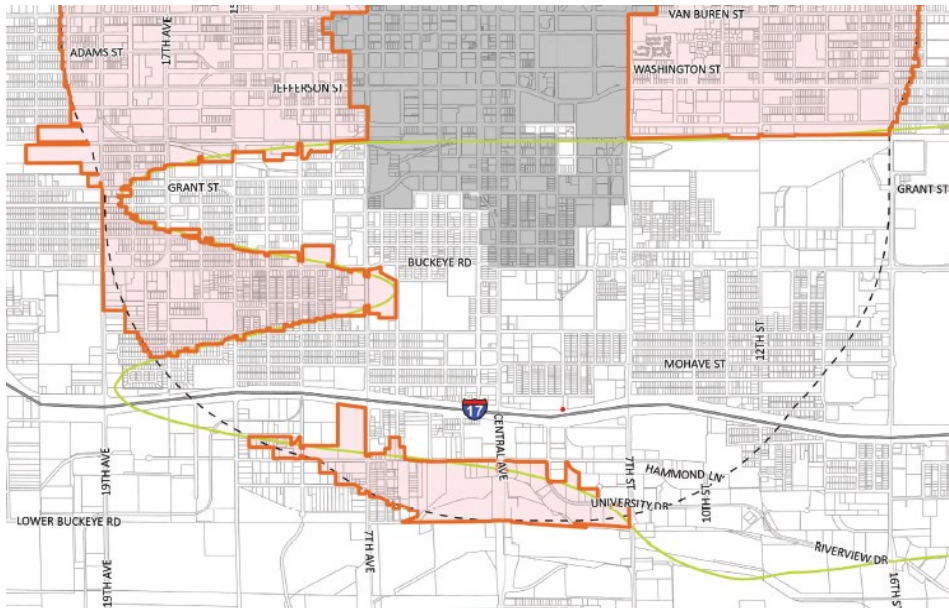 VAN BUREN ST
ADAMS ST
17TH AVE
WASHINGTON ST
JEFFERSON ST
GRANT ST
GRANT ST
BUCKEYE RD
12TH ST
MOHAVE ST
17
CENTRAL AVE
19TH AVE
7TH ST
HAMMOND LN
10TH ST
UNIVERSITY DR
LOWER BUCKEYE RD
7TH AVE
RIVERVIEW DR
19TH AVE
16TH S